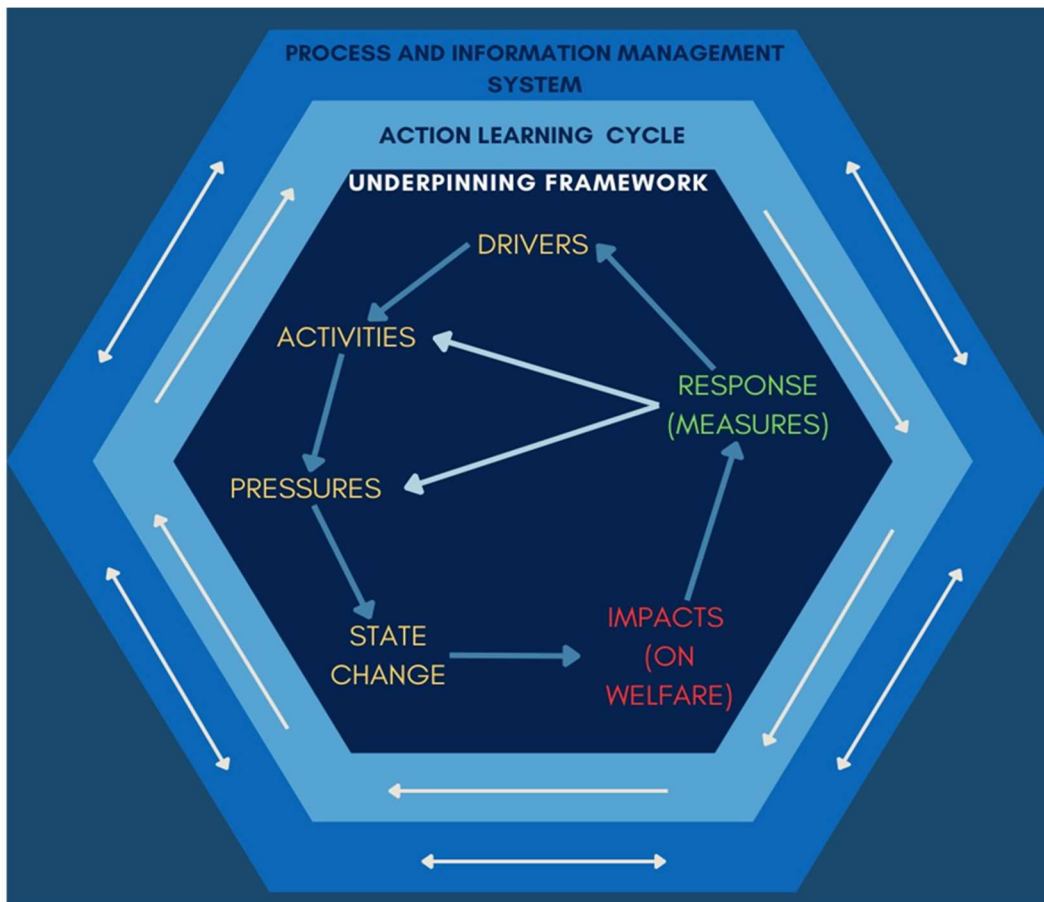 PROCESS AND INFORMATION MANAGEMENT
SYSTEM
ACTION LEARNING CYCLE
UNDERPINNING FRAMEWORK
DRIVERS
ACTIVITIES
RESPONSE
(MEASURES)
PRESSURES
STATE
CHANGE
IMPACTS
(ON
WELFARE)